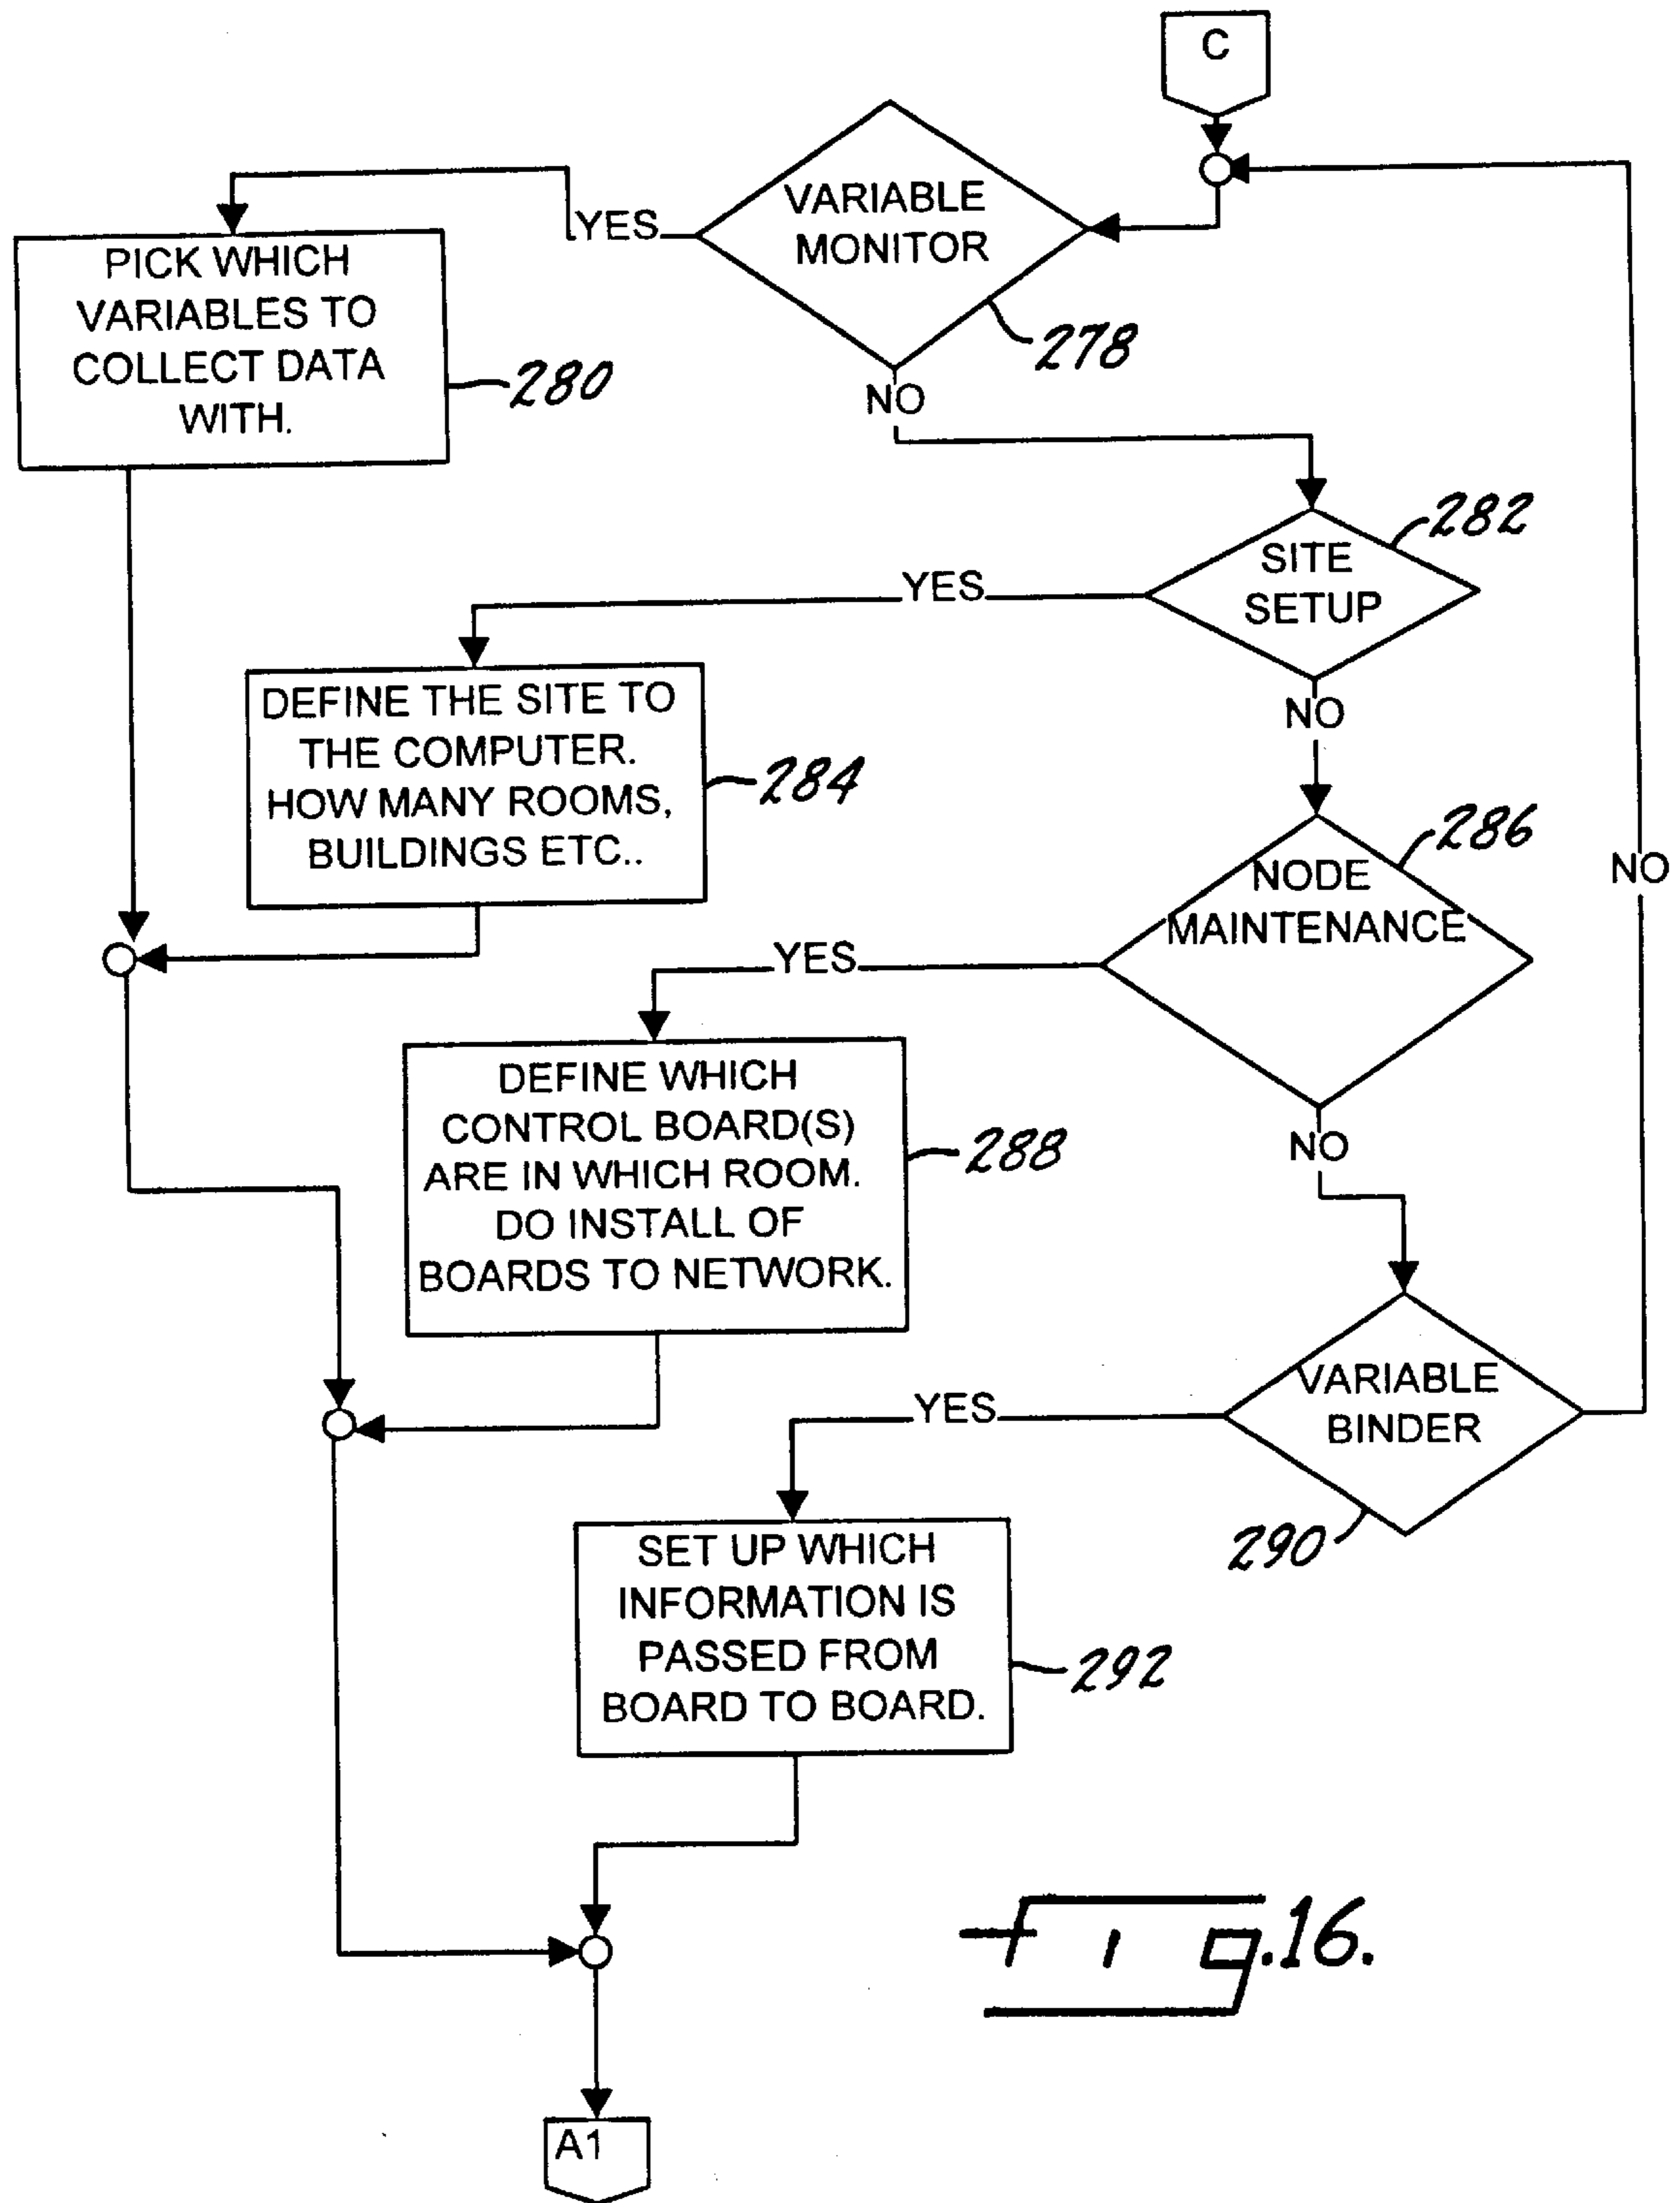 C
VARIABLE
MONITOR
YES
278
NO
PICK WHICH
VARIABLES TO
COLLECT DATA
WITH.
280
282
SITE
SETUP
YES
NO
DEFINE THE SITE TO
THE COMPUTER.
HOW MANY ROOMS,
BUILDINGS ETC..
284
286
NODE
MAINTENANCE
NO
YES
NO
DEFINE WHICH
CONTROL BOARD(S)
ARE IN WHICH ROOM.
DO INSTALL OF
BOARDS TO NETWORK.
288
VARIABLE
BINDER
YES
290
SET UP WHICH
INFORMATION IS
PASSED FROM
BOARD TO BOARD.
292
Fig.16.
A1